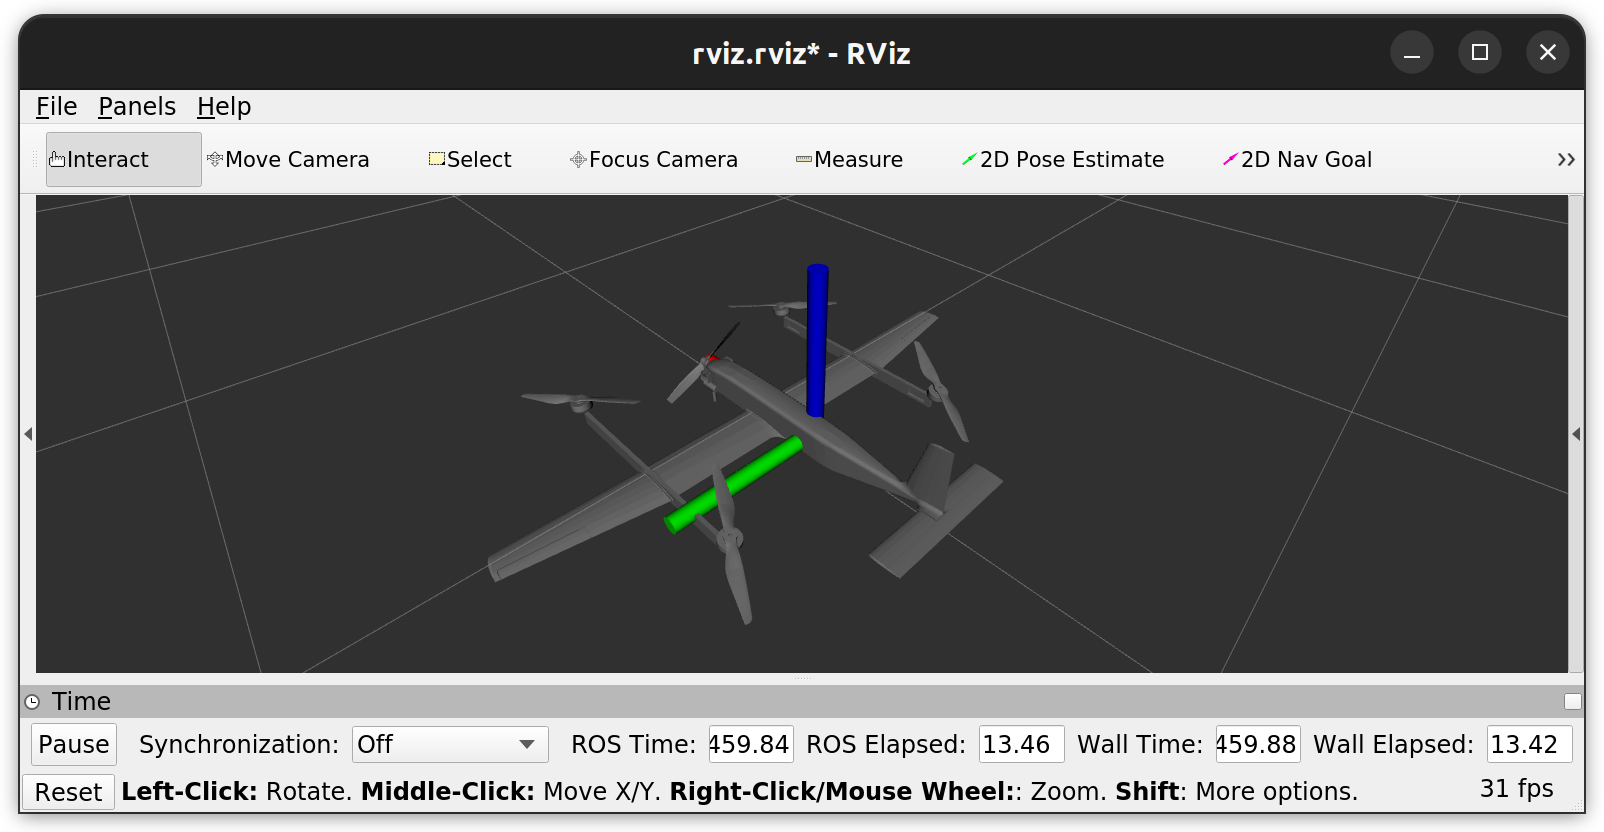 rviz.rviz* - RViz
File Panels Help
Interact Move Camera Select Focus Camera Measure 2D Pose Estimate 2D Nav Goal
Time
Pause Synchronization: Off ROS Time: 459.84 ROS Elapsed: 13.46 Wall Time: 459.88 Wall Elapsed: 13.42
Reset Left-Click: Rotate. Middle-Click: Move X/Y. Right-Click/Mouse Wheel:: Zoom. Shift: More options. 31 fps